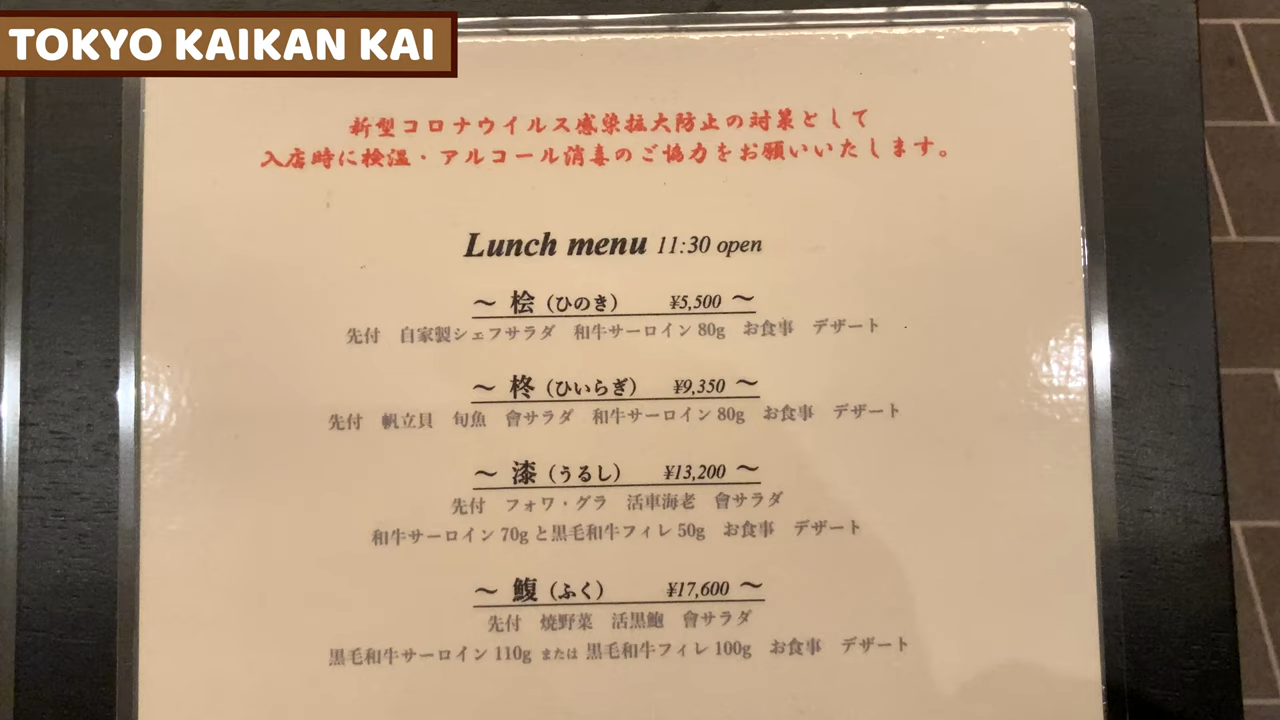 TOKYO KAIKAN KAI
新型コロナウイルス感染拡大防止の対策として
入店時に検温・アルコール消毒のご協力をお願いいたします。
Lunch menu 11:30 open
～ 桧（ひのき） ¥5,500 ～
先付 自家製シェフサラダ 和牛サーロイン 80g お食事 デザート
～ 柊（ひいらぎ） ¥9,350 ～
先付 帆立貝 旬魚 會サラダ 和牛サーロイン 80g お食事 デザート
～ 漆（うるし） ¥13,200 ～
先付 フォワ・グラ 活車海老 會サラダ
和牛サーロイン 70g と黒毛和牛フィレ 50g お食事 デザート
～ 鰒（ふく） ¥17,600 ～
先付 焼野菜 活黒鮑 會サラダ
黒毛和牛サーロイン 110g または 黒毛和牛フィレ 100g お食事 デザート